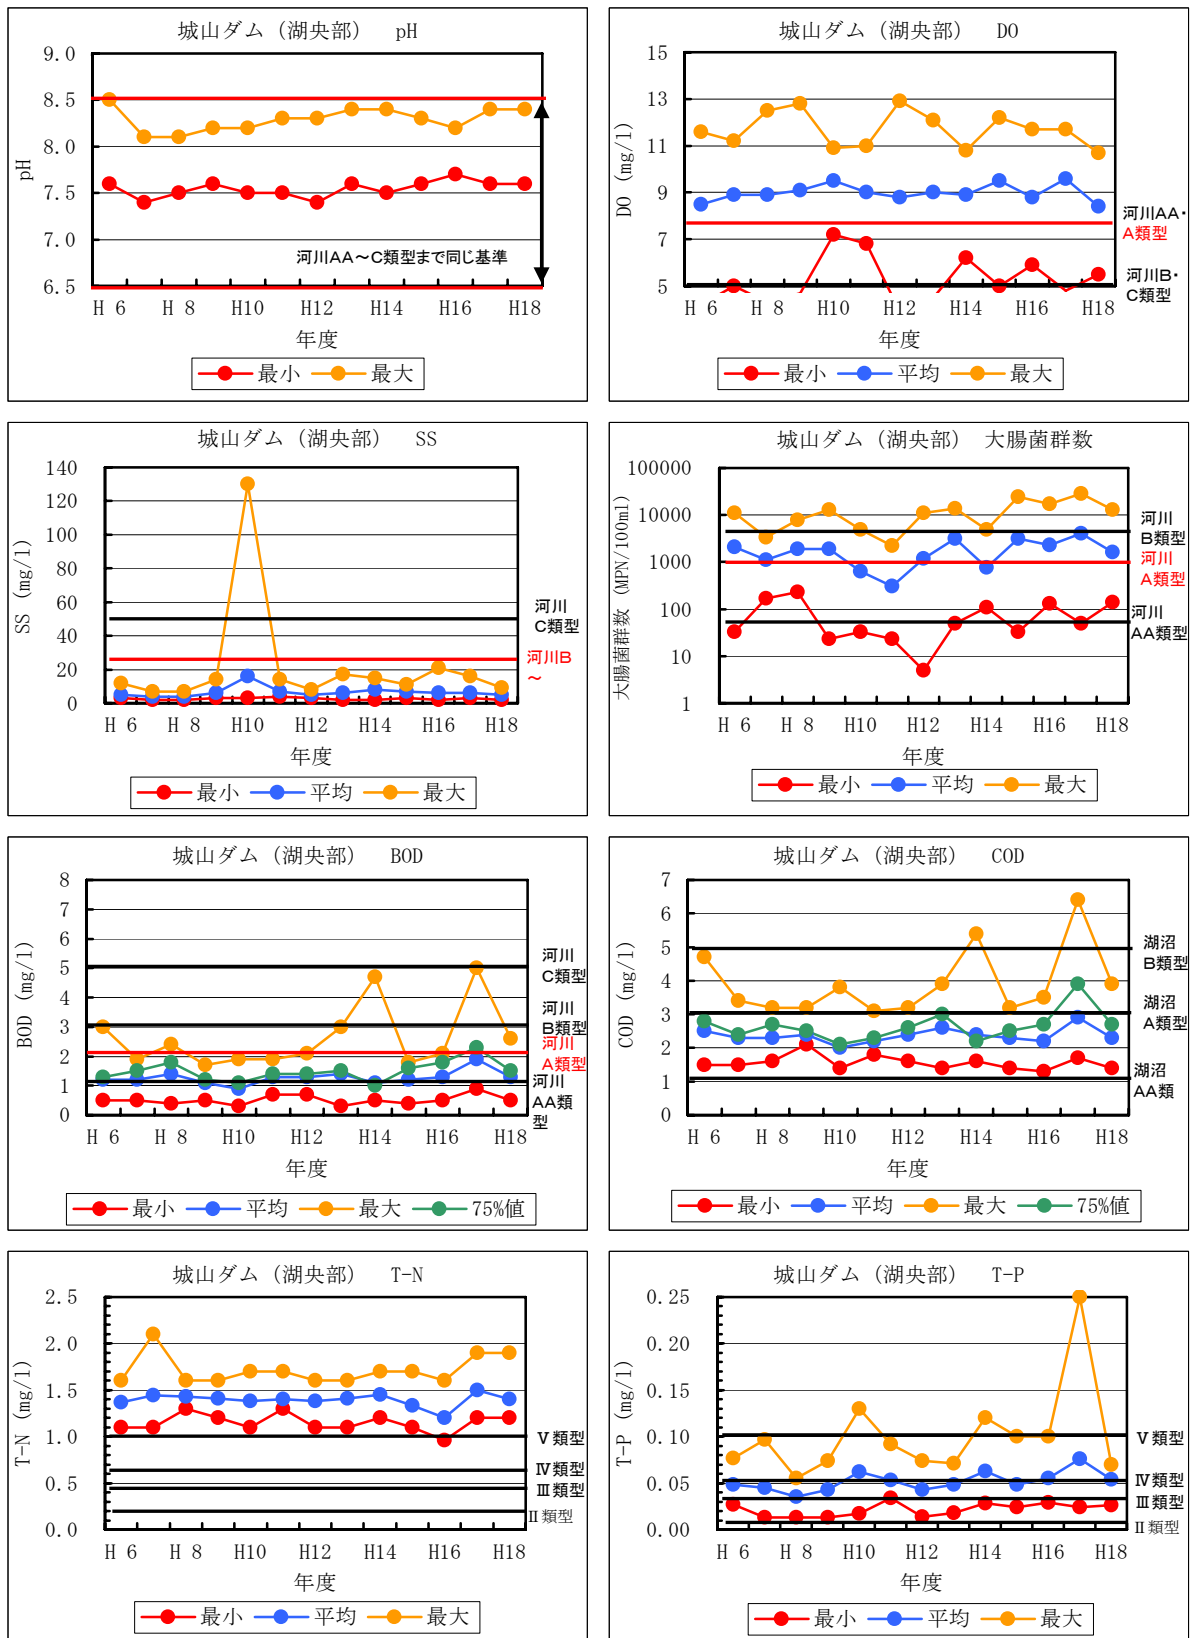 城山ダム（湖央部）　pH
9.0
8.5
8.0
7.5
7.0
6.5
pH
河川AA～C類型まで同じ基準
H 6 H 8 H10 H12 H14 H16 H18
年度
最小 最大
城山ダム（湖央部）　DO
15
13
11
9
7
5
DO (mg/l)
河川AA・
A類型
河川B・
C類型
H 6 H 8 H10 H12 H14 H16 H18
年度
最小 平均 最大
城山ダム（湖央部）　SS
140
120
100
80
60
40
20
0
SS (mg/l)
河川
C類型
河川B
～
H 6 H 8 H10 H12 H14 H16 H18
年度
最小 平均 最大
城山ダム（湖央部）　大腸菌群数
100000
10000
1000
100
10
1
大腸菌群数 (MPN/100ml)
河川
B類型
河川
A類型
河川
AA類型
H 6 H 8 H10 H12 H14 H16 H18
年度
最小 平均 最大
城山ダム（湖央部）　BOD
8
7
6
5
4
3
2
1
0
BOD (mg/l)
河川
C類型
河川
B類型
河川
A類型
河川
AA類
型
H 6 H 8 H10 H12 H14 H16 H18
年度
最小 平均 最大 75%値
城山ダム（湖央部）　COD
7
6
5
4
3
2
1
0
COD (mg/l)
湖沼
B類型
湖沼
A類型
湖沼
AA類
H 6 H 8 H10 H12 H14 H16 H18
年度
最小 平均 最大 75%値
城山ダム（湖央部）　T-N
2.5
2.0
1.5
1.0
0.5
0.0
T-N (mg/l)
Ⅴ類型
Ⅳ類型
Ⅲ類型
Ⅱ類型
H 6 H 8 H10 H12 H14 H16 H18
年度
最小 平均 最大
城山ダム（湖央部）　T-P
0.25
0.20
0.15
0.10
0.05
0.00
T-P (mg/l)
Ⅴ類型
Ⅳ類型
Ⅲ類型
Ⅱ類型
H 6 H 8 H10 H12 H14 H16 H18
年度
最小 平均 最大